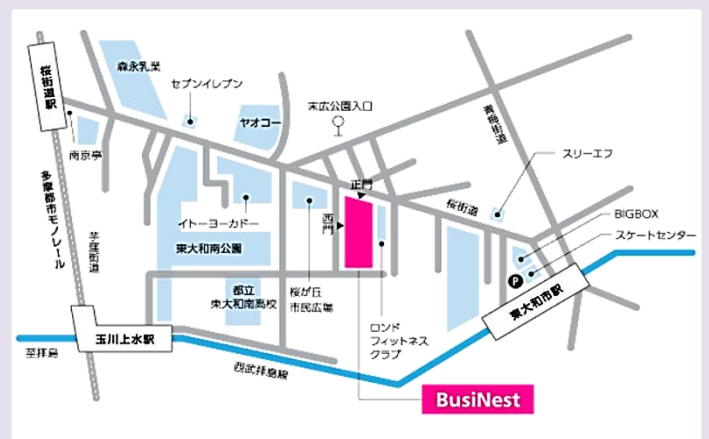 森永乳業
桜街道駅
セブンイレブン
ヤオコー
末広公園入口
青梅街道
スリーエフ
南京亭
正門
桜街道
西門
イトーヨーカドー
多摩都市モノレール
芋窪街道
東大和南公園
BIGBOX
スケートセンター
P
都立
東大和南高校
桜が丘
市民広場
東大和市駅
ロンド
フィットネス
クラブ
玉川上水駅
至拝島
西武拝島線
BusiNest